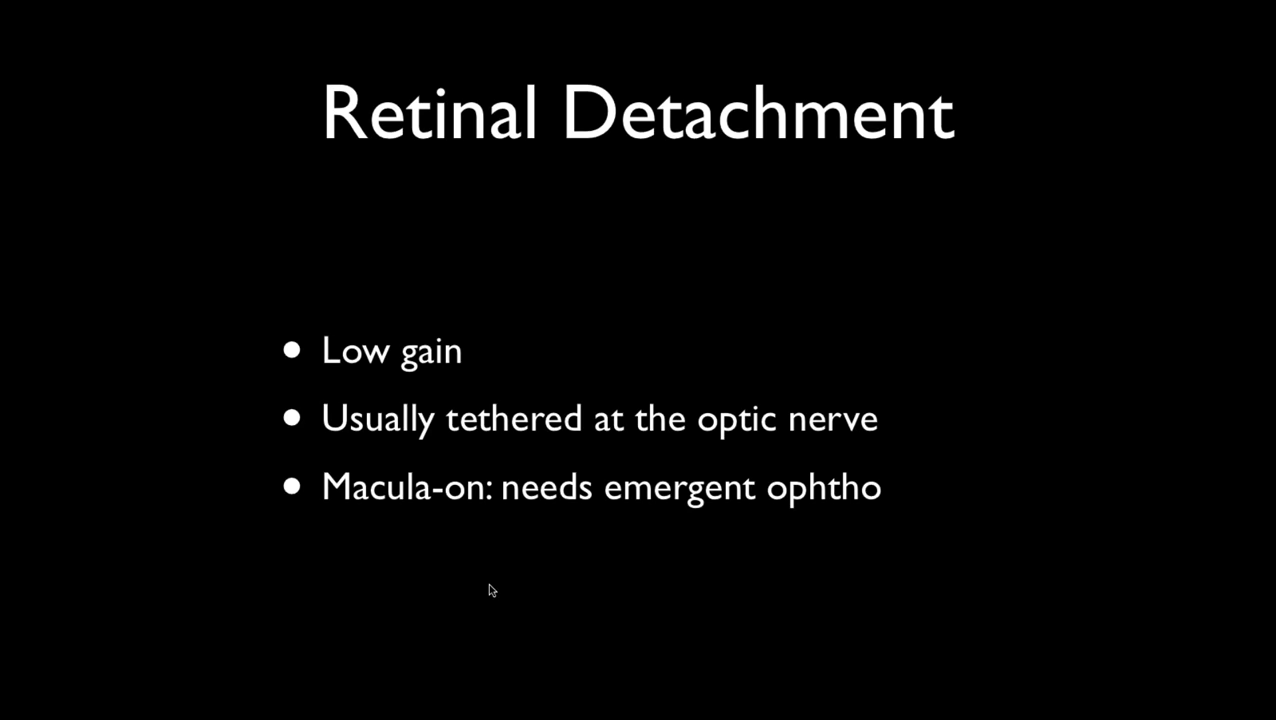 Retinal Detachment
• Low gain
• Usually tethered at the optic nerve
• Macula-on: needs emergent ophtho